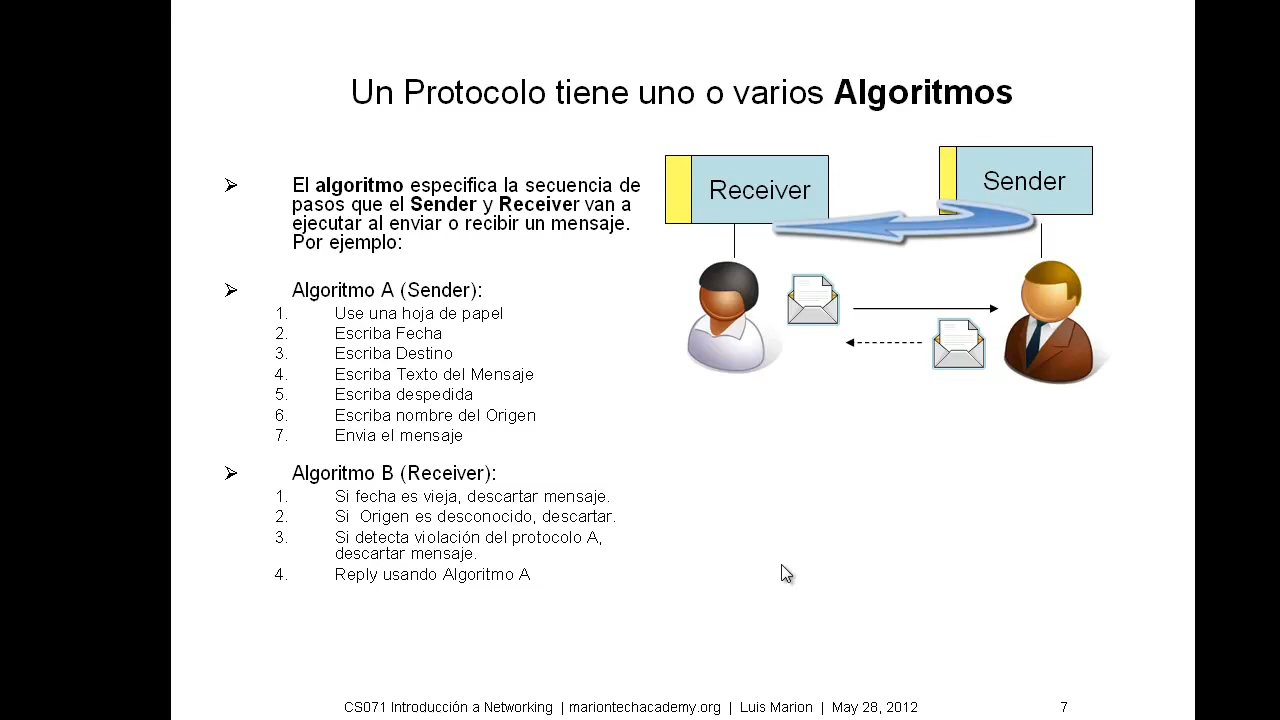 Un Protocolo tiene uno o varios Algoritmos
El algoritmo especifica la secuencia de
pasos que el Sender y Receiver van a
ejecutar al enviar o recibir un mensaje.
Por ejemplo:
Algoritmo A (Sender):
1. Use una hoja de papel
2. Escriba Fecha
3. Escriba Destino
4. Escriba Texto del Mensaje
5. Escriba despedida
6. Escriba nombre del Origen
7. Envia el mensaje
Algoritmo B (Receiver):
1. Si fecha es vieja, descartar mensaje.
2. Si Origen es desconocido, descartar.
3. Si detecta violación del protocolo A,
descartar mensaje.
4. Reply usando Algoritmo A
Receiver
Sender
CS071 Introducción a Networking | mariontechacademy.org | Luis Marion | May 28, 2012
7